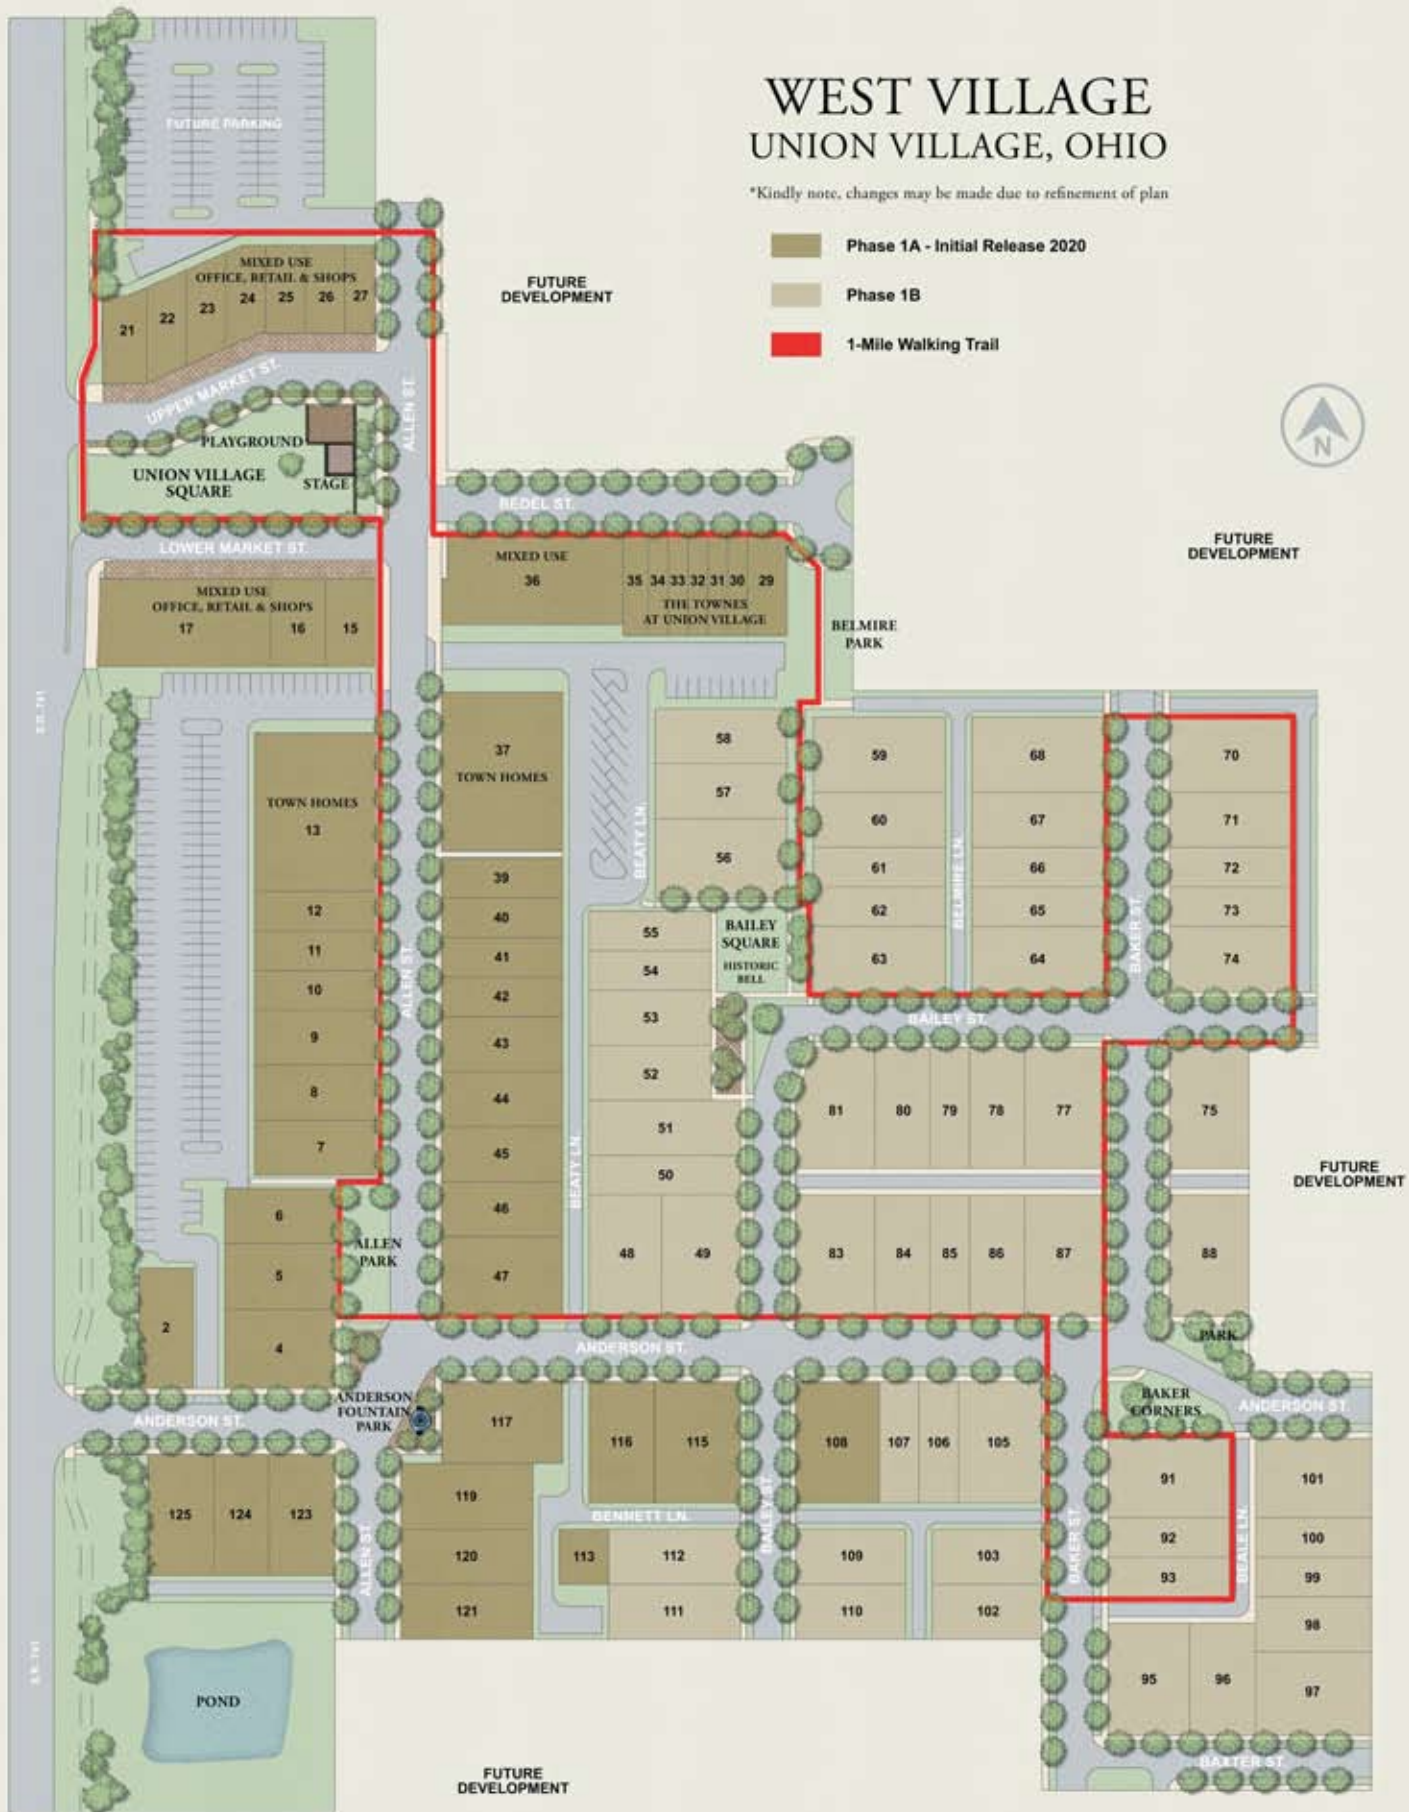 WEST VILLAGE
UNION VILLAGE, OHIO
*Kindly note, changes may be made due to refinement of plan
Phase 1A - Initial Release 2020
Phase 1B
1-Mile Walking Trail
N
FUTURE PARKING
MIXED USE
OFFICE, RETAIL & SHOPS
21 22 23 24 25 26 27
FUTURE
DEVELOPMENT
UPPER MARKET ST.
ALLEN ST.
PLAYGROUND
UNION VILLAGE
SQUARE
STAGE
BEDEL ST.
LOWER MARKET ST.
FUTURE
DEVELOPMENT
MIXED USE
36
35 34 33 32 31 30 29
THE TOWNES
AT UNION VILLAGE
MIXED USE
OFFICE, RETAIL & SHOPS
17 16 15
BELMIRE
PARK
S.R. 741
37
TOWN HOMES
TOWN HOMES
13
12
11
10
9
8
7
39
40
41
42
43
44
45
46
47
ALLEN ST.
BEATY LN.
58
57
56
59
60
61
62
63
BELMIRE LN.
68
67
66
65
64
BAKER ST.
70
71
72
73
74
BAILEY
SQUARE
HISTORIC
BELL
55
54
53
52
51
50
48 49
BEATY LN.
BAILEY ST.
81 80 79 78 77
75
FUTURE
DEVELOPMENT
83 84 85 86 87
88
6
5
4
2
ALLEN
PARK
ANDERSON ST.
PARK
BAKER
CORNERS
ANDERSON ST.
ANDERSON ST.
ANDERSON
FOUNTAIN
PARK
117
116 115
108 107 106 105
91
92
93
BEALE LN.
101
100
99
98
97
125 124 123
ALLEN ST.
119
120
121
BENNETT LN.
113
112
111
BAILEY ST.
109
110
103
102
BAKER ST.
95 96
S.R. 741
POND
FUTURE
DEVELOPMENT
BAXTER ST.